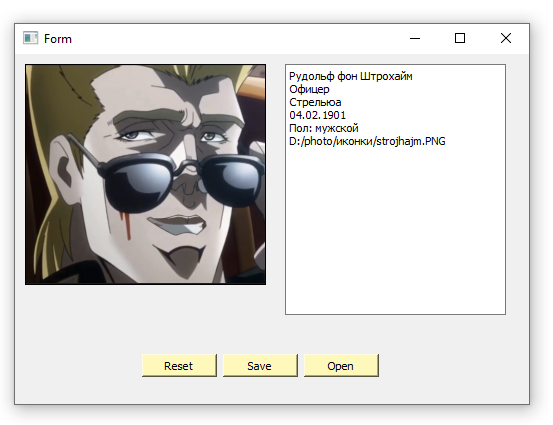 Form
Рудольф фон Штрохайм
Офицер
Стрельюа
04.02.1901
Пол: мужской
D:/photo/иконки/strojhajm.PNG
Reset Save Open